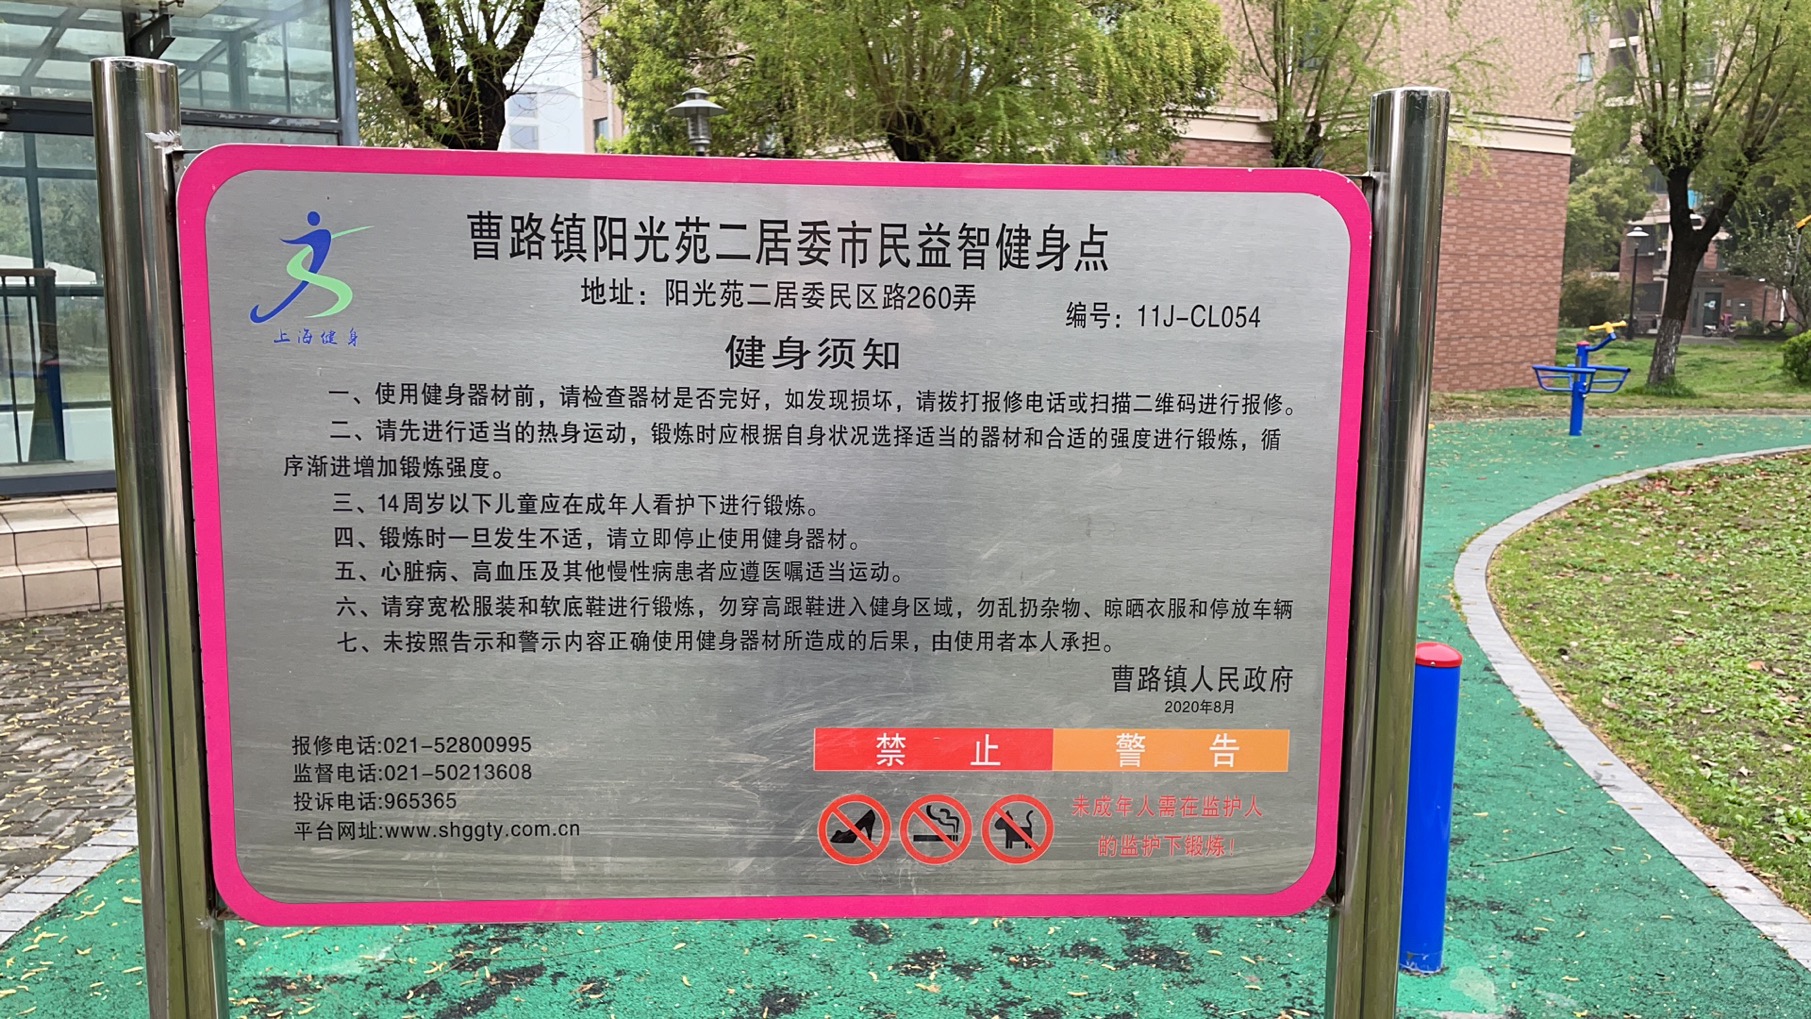 曹路镇阳光苑二居委市民益智健身点
地址：阳光苑二居委民区路260弄
编号：11J-CL054
上海健身
健身须知
一、使用健身器材前，请检查器材是否完好，如发现损坏，请拨打报修电话或扫描二维码进行报修。
二、请先进行适当的热身运动，锻炼时应根据自身状况选择适当的器材和合适的强度进行锻炼，循
序渐进增加锻炼强度。
三、14周岁以下儿童应在成年人看护下进行锻炼。
四、锻炼时一旦发生不适，请立即停止使用健身器材。
五、心脏病、高血压及其他慢性病患者应遵医嘱适当运动。
六、请穿宽松服装和软底鞋进行锻炼，勿穿高跟鞋进入健身区域，勿乱扔杂物、晾晒衣服和停放车辆
七、未按照告示和警示内容正确使用健身器材所造成的后果，由使用者本人承担。
曹路镇人民政府
2020年8月
报修电话:021-52800995
监督电话:021-50213608
投诉电话:965365
平台网址:www.shggty.com.cn
禁止 警告
未成年人需在监护人
的监护下锻炼！